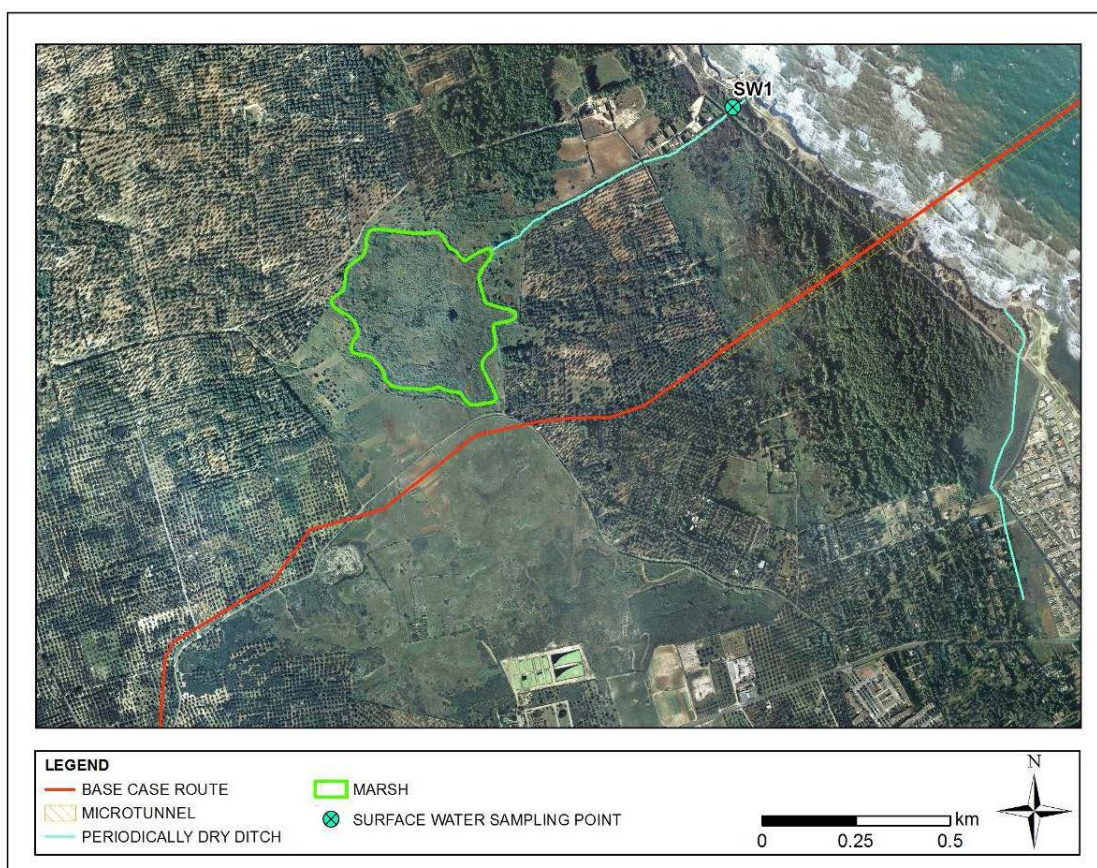 SW1
LEGEND
BASE CASE ROUTE
MICROTUNNEL
PERIODICALLY DRY DITCH
MARSH
SURFACE WATER SAMPLING POINT
N
km
0 0.25 0.5